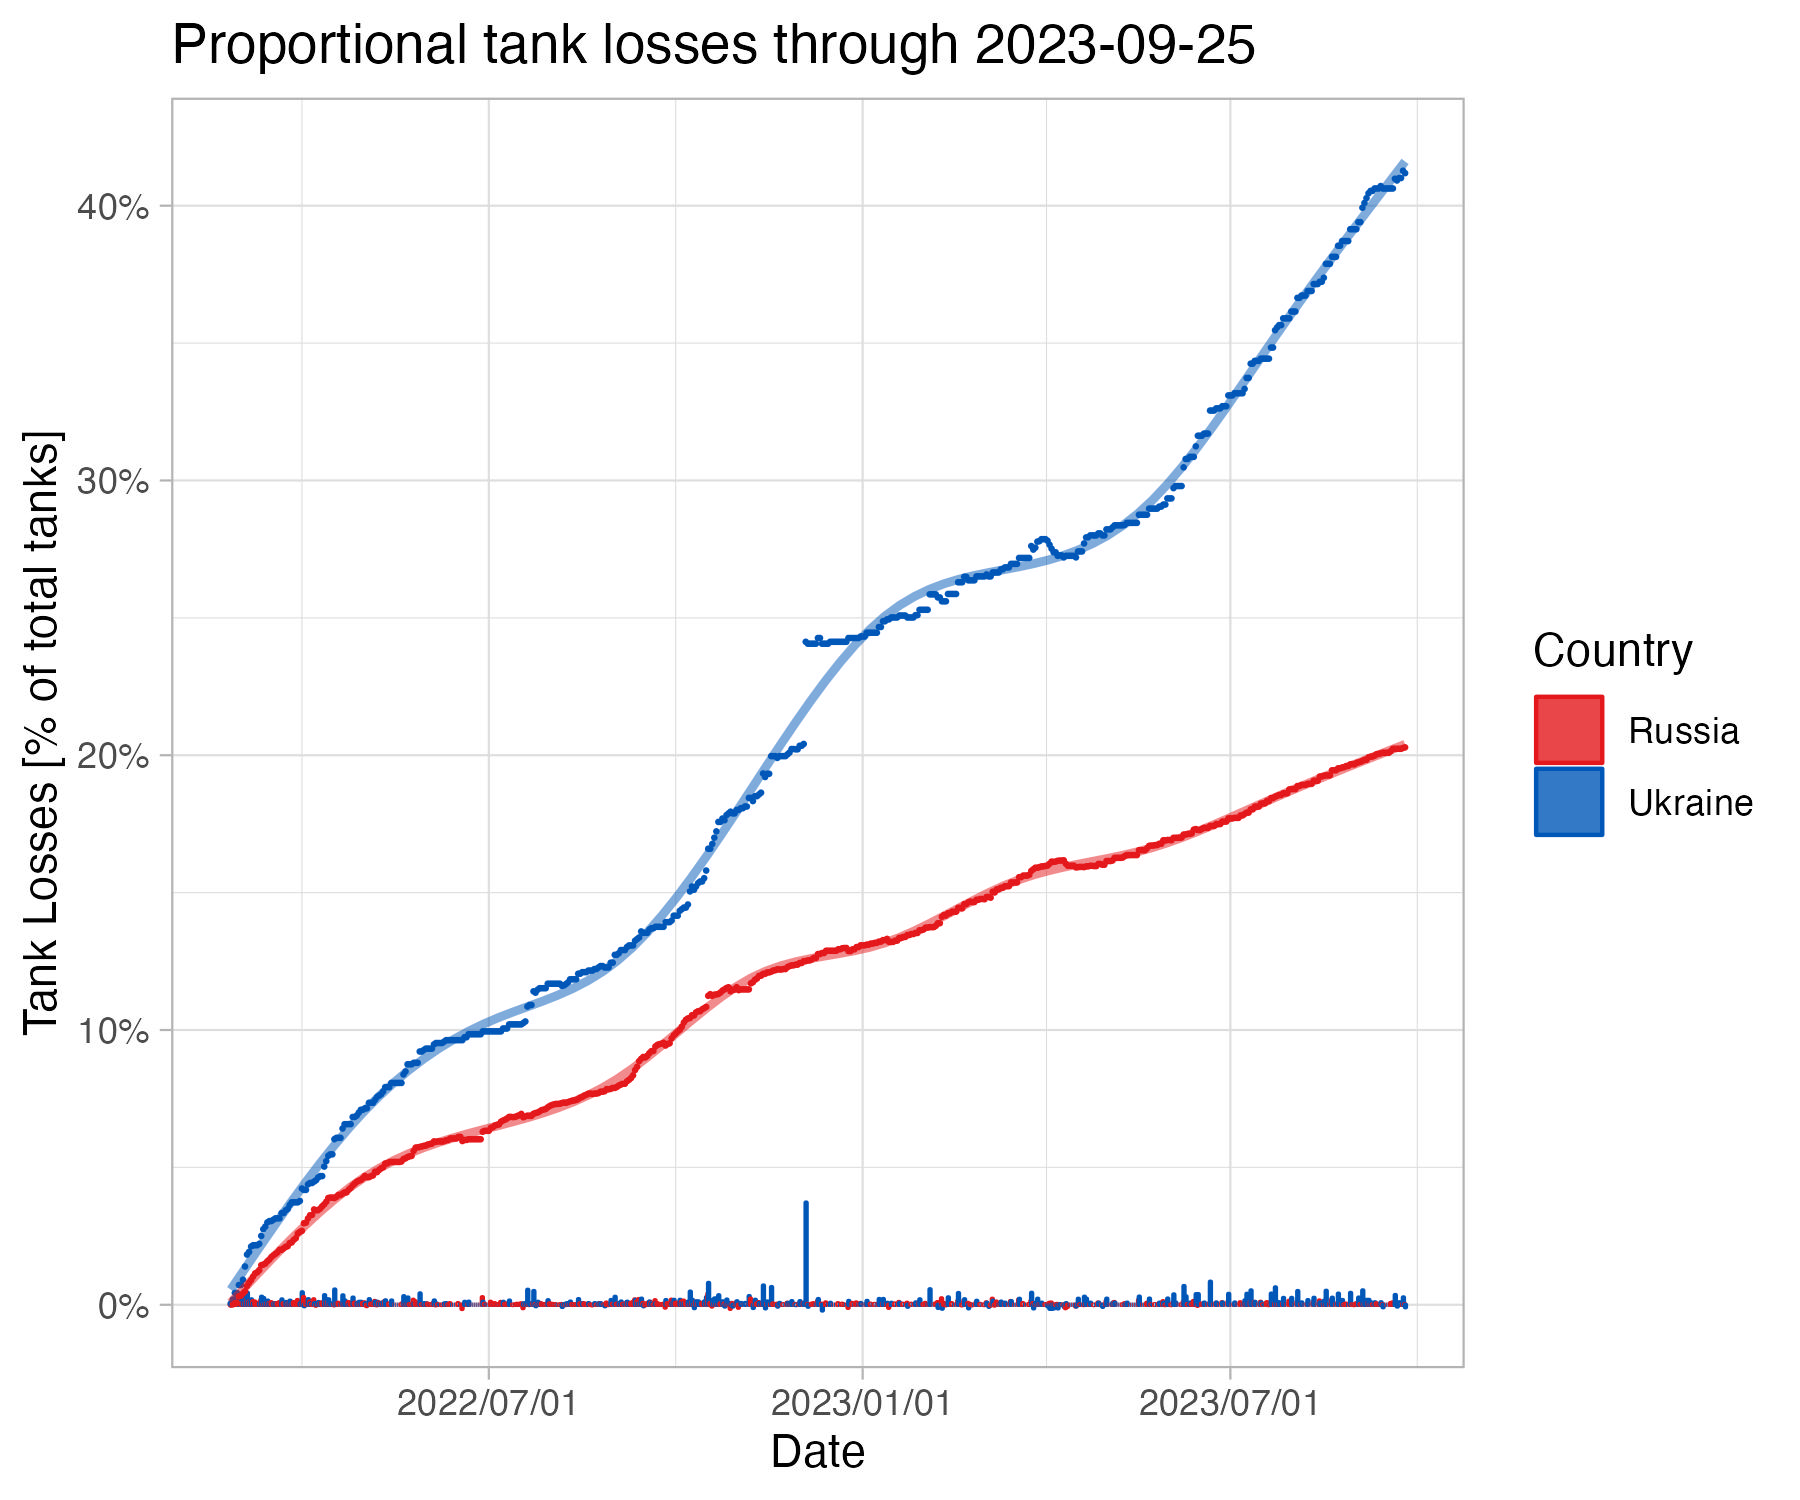 Proportional tank losses through 2023-09-25
Tank Losses [% of total tanks]
40%
30%
20%
10%
0%
2022/07/01
2023/01/01
2023/07/01
Date
Country
Russia
Ukraine